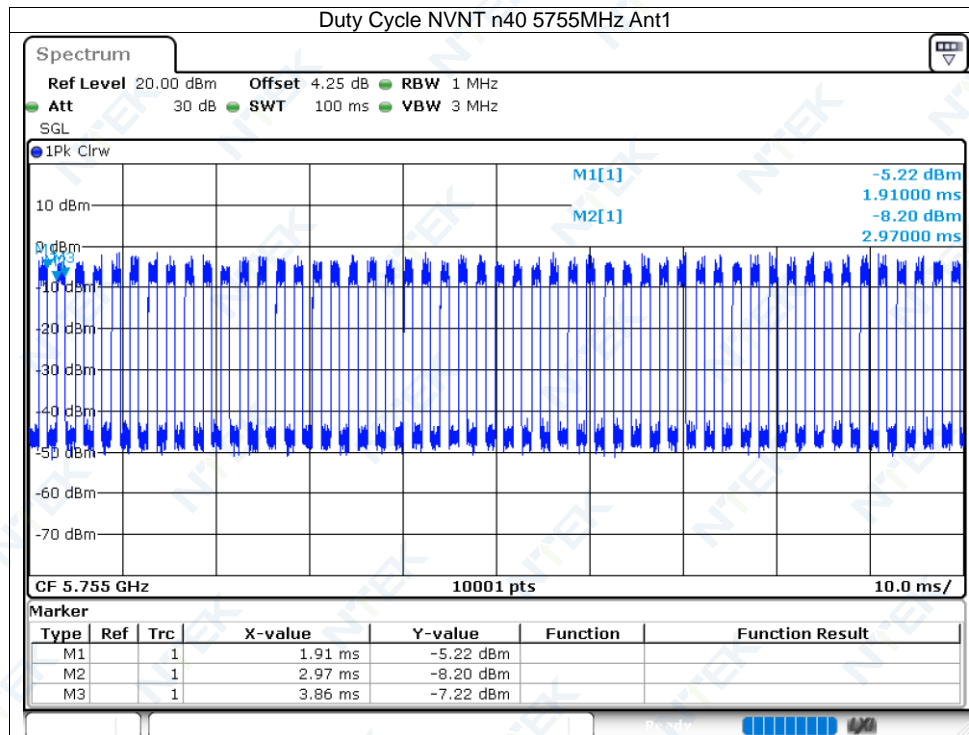 Duty Cycle NVNT n40 5755MHz Ant1
Spectrum
Ref Level 20.00 dBm Offset 4.25 dB RBW 1 MHz
Att 30 dB SWT 100 ms VBW 3 MHz
SGL
1Pk Clrw
M1[1] -5.22 dBm
1.91000 ms
10 dBm
M2[1] -8.20 dBm
2.97000 ms
0 dBm
M3
-10 dBm
-20 dBm
-30 dBm
-40 dBm
-50 dBm
-60 dBm
-70 dBm
CF 5.755 GHz 10001 pts 10.0 ms/
Marker
Type Ref Trc X-value Y-value Function Function Result
M1 1 1.91 ms -5.22 dBm
M2 1 2.97 ms -8.20 dBm
M3 1 3.86 ms -7.22 dBm
Ready
NTEK